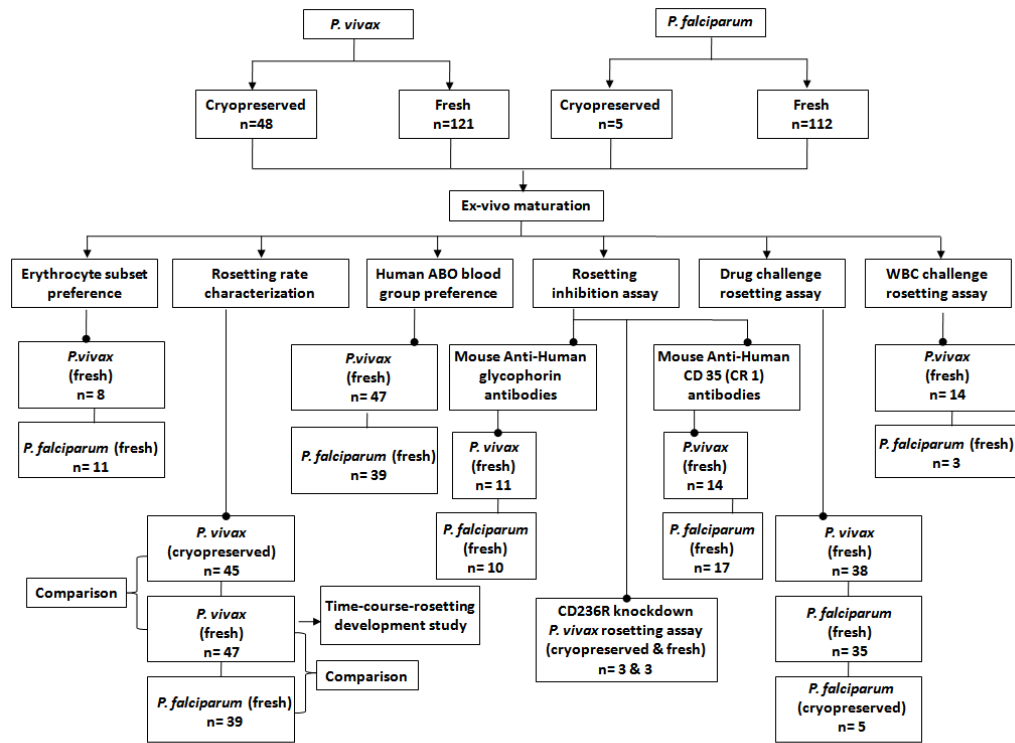 P. vivax
P. falciparum
Cryopreserved
n=48
Fresh
n=121
Cryopreserved
n=5
Fresh
n=112
Ex-vivo maturation
Erythrocyte subset
preference
Rosetting rate
characterization
Human ABO blood
group preference
Rosetting
inhibition assay
Drug challenge
rosetting assay
WBC challenge
rosetting assay
P.vivax
(fresh)
n= 8
P. falciparum (fresh)
n= 11
P. vivax
(cryopreserved)
n= 45
Comparison
P. vivax
(fresh)
n= 47
Time-course-rosetting
development study
Comparison
P. falciparum (fresh)
n= 39
P.vivax
(fresh)
n= 47
P. falciparum (fresh)
n= 39
Mouse Anti-Human
glycophorin
antibodies
P. vivax
(fresh)
n= 11
P. falciparum
(fresh)
n= 10
CD236R knockdown
P. vivax rosetting assay
(cryopreserved & fresh)
n= 3 & 3
Mouse Anti-Human
CD 35 (CR 1)
antibodies
P.vivax
(fresh)
n= 14
P. falciparum
(fresh)
n= 17
P. vivax
(fresh)
n= 38
P. falciparum
(fresh)
n= 35
P. falciparum
(cryopreserved)
n= 5
P.vivax
(fresh)
n= 14
P. falciparum (fresh)
n= 3